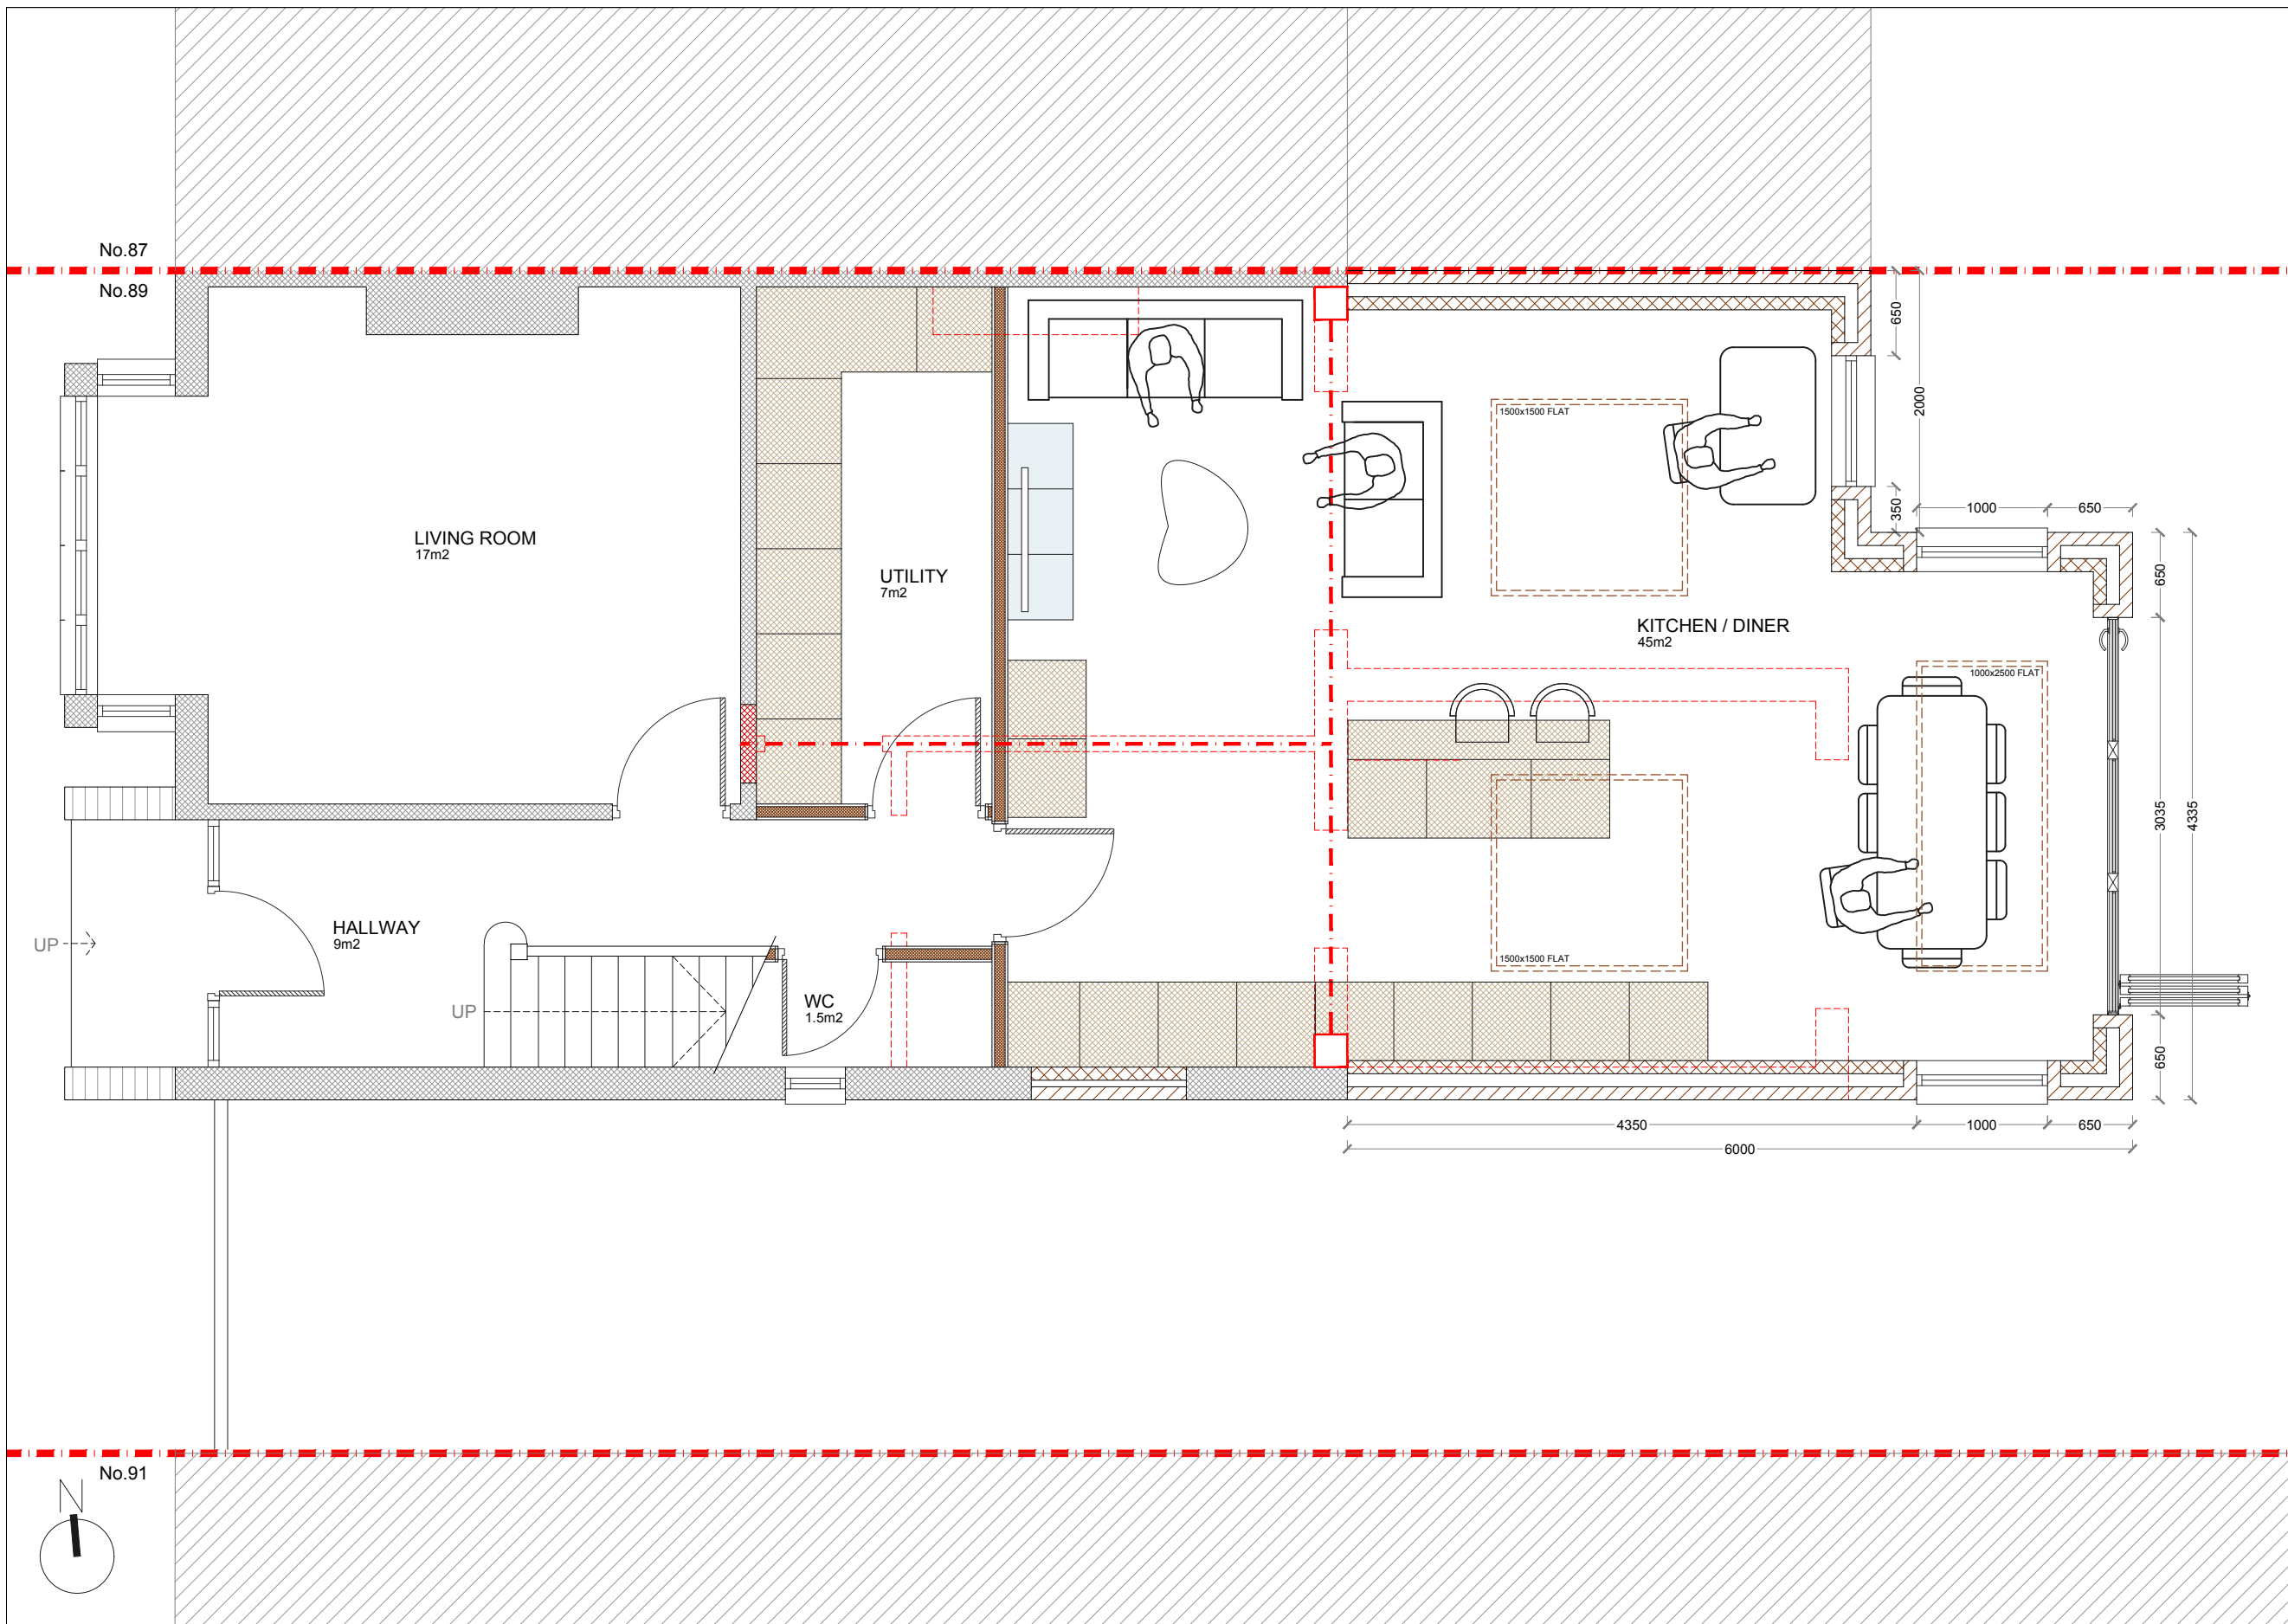 No.87
No.89
650
2000
1500x1500 FLAT
350
1000
650
LIVING ROOM
17m2
UTILITY
7m2
650
KITCHEN / DINER
45m2
1000x2500 FLAT
3035
4335
HALLWAY
9m2
UP
1500x1500 FLAT
WC
1.5m2
UP
650
4350
1000
650
6000
No.91
N